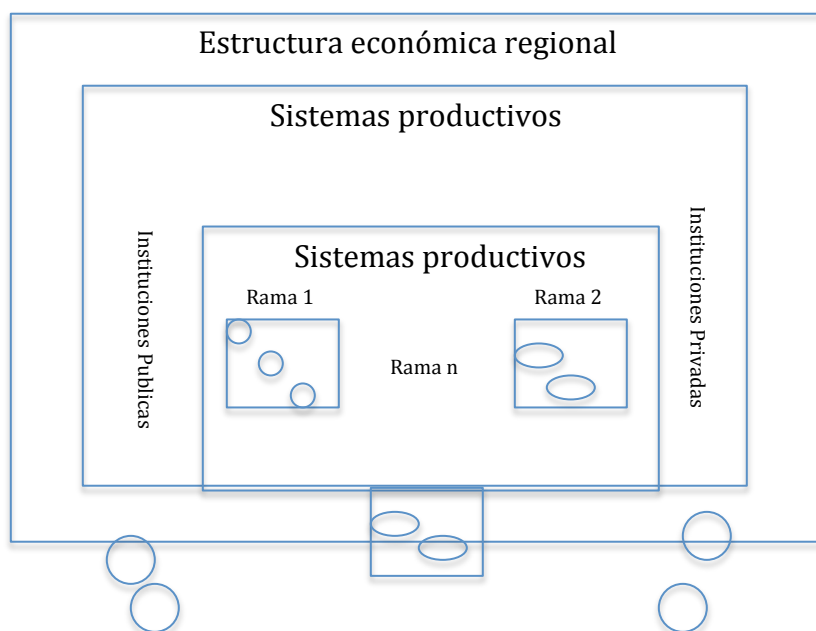 Estructura económica regional
Sistemas productivos
Instituciones Publicas
Instituciones Privadas
Sistemas productivos
Rama 1
Rama 2
Rama n